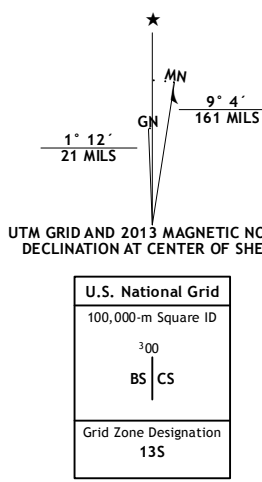 ★
MN
GN
9° 4´
161 MILS
1° 12´
21 MILS
UTM GRID AND 2013 MAGNETIC NO
DECLINATION AT CENTER OF SHE
U.S. National Grid
100,000-m Square ID
³00
BS CS
Grid Zone Designation
13S